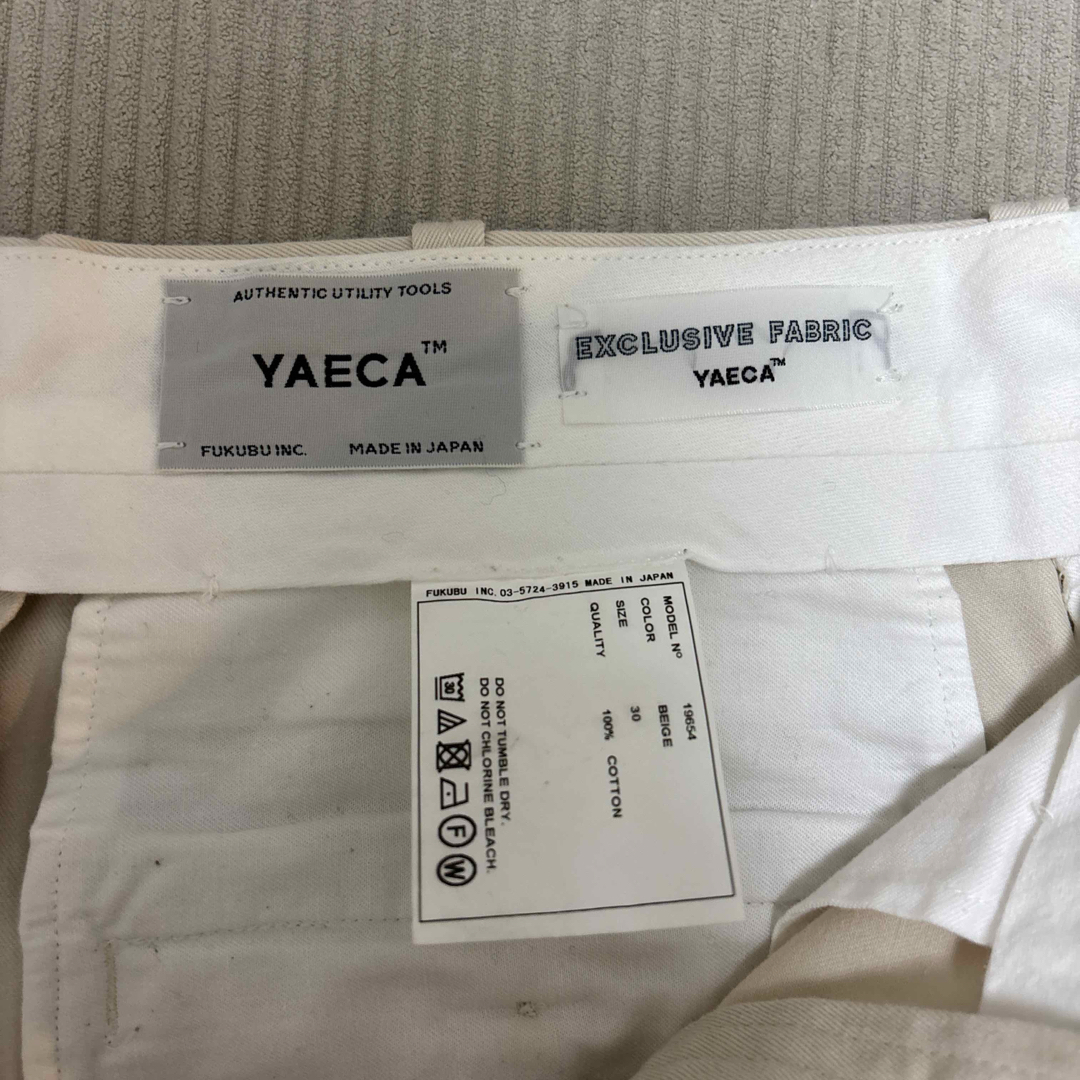 AUTHENTIC UTILITY TOOLS
YAECA™
FUKUBU INC. MADE IN JAPAN
EXCLUSIVE FABRIC
YAECA™
FUKUBU INC. 03-5724-3915 MADE IN JAPAN
MODEL Nº 19654
COLOR BEIGE
SIZE 30
QUALITY 100% COTTON
DO NOT TUMBLE DRY.
DO NOT CHLORINE BLEACH.
30
F
W